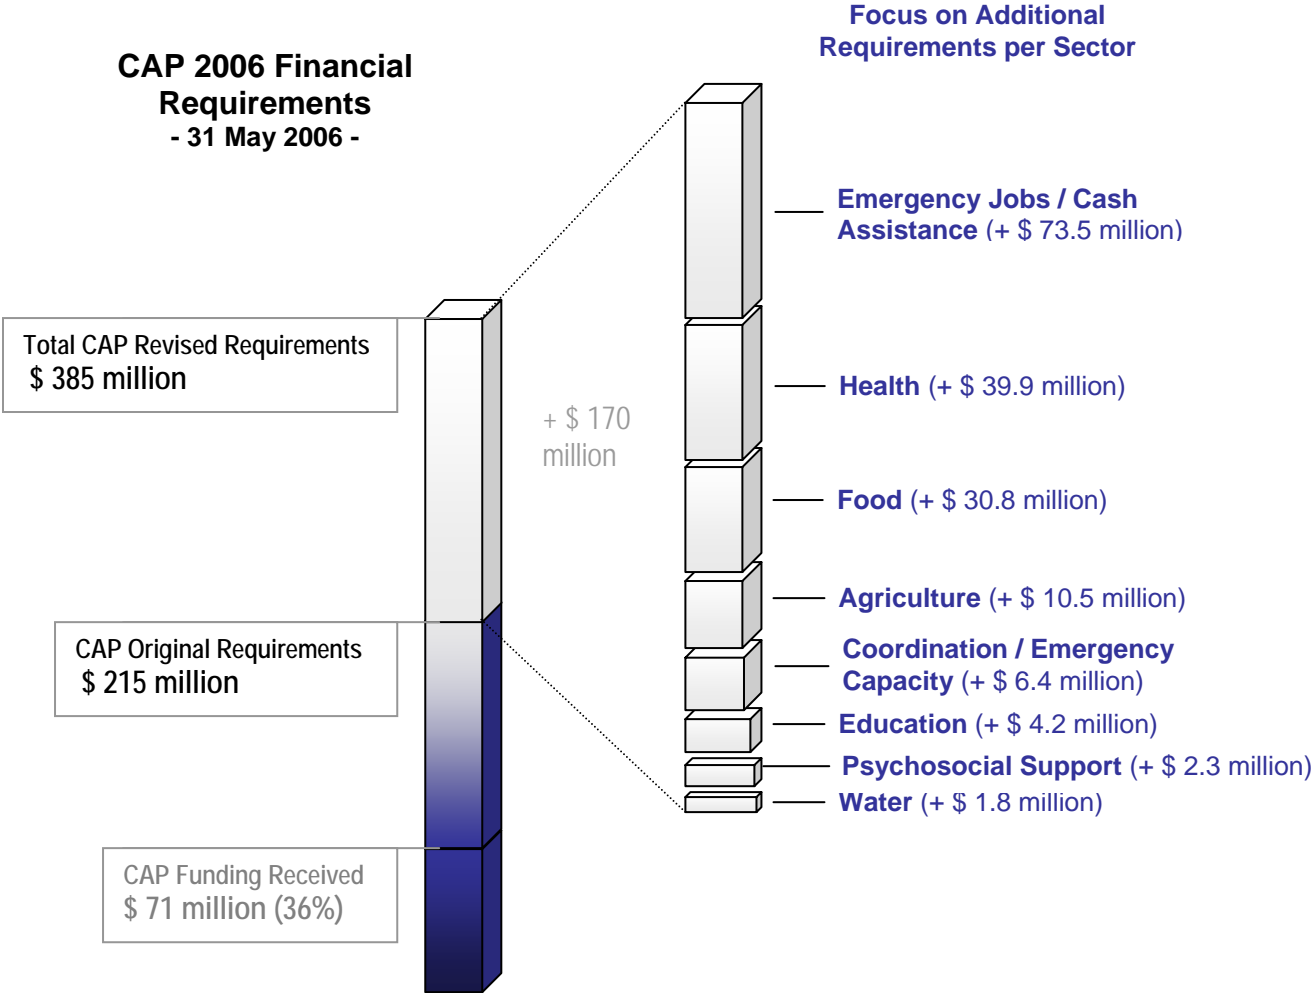 CAP 2006 Financial
Requirements
- 31 May 2006 -
Focus on Additional
Requirements per Sector
Total CAP Revised Requirements
$ 385 million
CAP Original Requirements
$ 215 million
CAP Funding Received
$ 71 million (36%)
+ $ 170
million
Emergency Jobs / Cash
Assistance (+ $ 73.5 million)
Health (+ $ 39.9 million)
Food (+ $ 30.8 million)
Agriculture (+ $ 10.5 million)
Coordination / Emergency
Capacity (+ $ 6.4 million)
Education (+ $ 4.2 million)
Psychosocial Support (+ $ 2.3 million)
Water (+ $ 1.8 million)